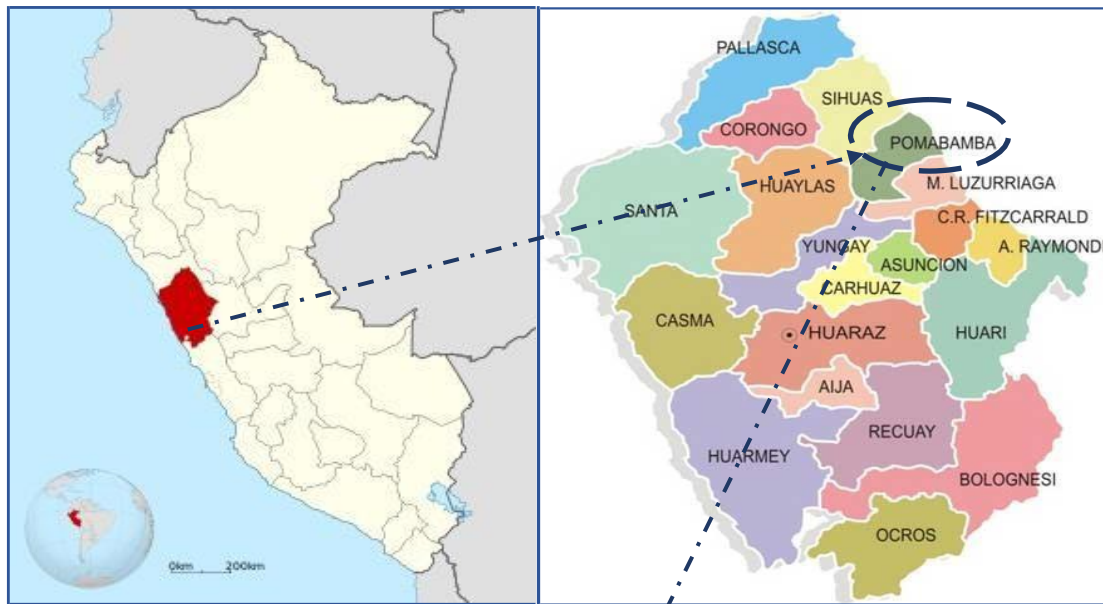 0km 200km
PALLASCA
SIHUAS
CORONGO
POMABAMBA
HUAYLAS
M. LUZURRIAGA
SANTA
C.R. FITZCARRALD
YUNGAY
A. RAYMONDI
ASUNCION
CARHUAZ
CASMA
HUARAZ
HUARI
AIJA
RECUAY
HUARMEY
BOLOGNESI
OCROS